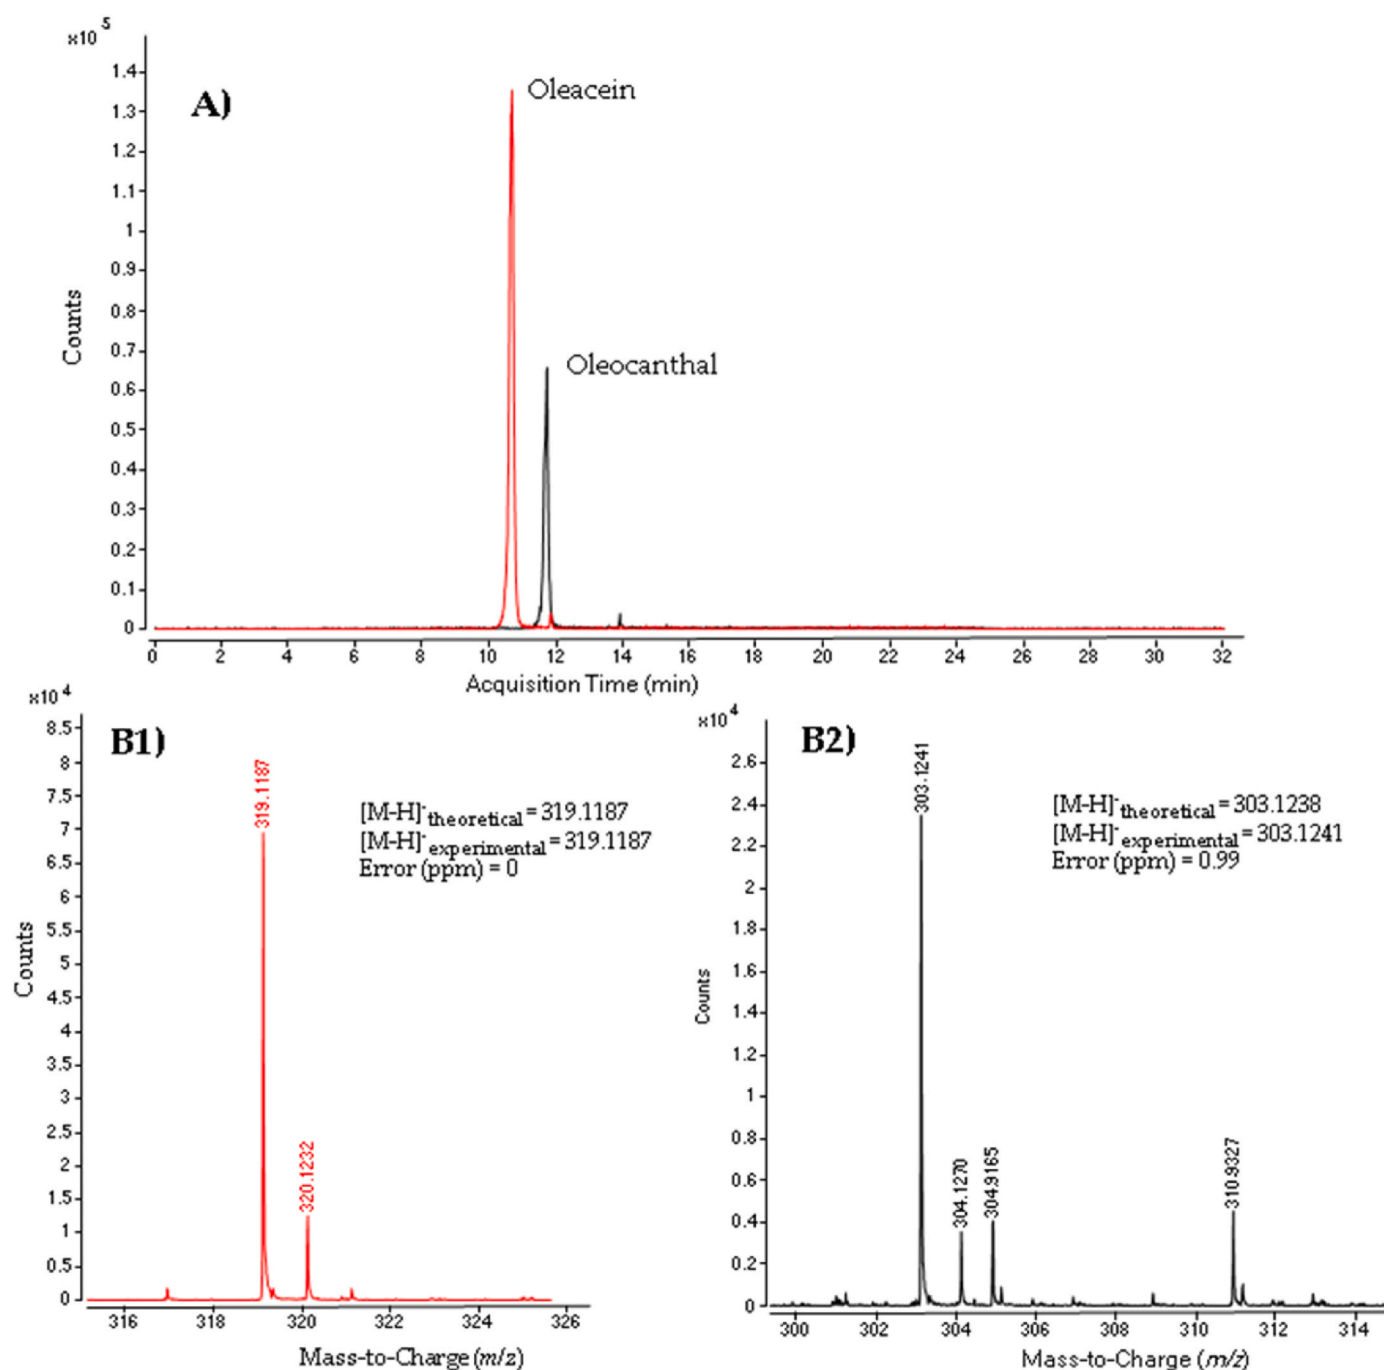 ×10 5
1.4
1.3
1.2
1.1
1
0.9
0.8
0.7
0.6
0.5
0.4
0.3
0.2
0.1
0
Counts
A)
Oleacein
Oleocanthal
0 2 4 6 8 10 12 14 16 18 20 22 24 26 28 30 32
Acquisition Time (min)
×10 4
8.5
8
7.5
7
6.5
6
5.5
5
4.5
4
3.5
3
2.5
2
1.5
1
0.5
0
Counts
B1)
319.1187
320.1232
[M-H]-theoretical = 319.1187
[M-H]-experimental = 319.1187
Error (ppm) = 0
316 318 320 322 324 326
Mass-to-Charge (m/z)
×10 4
2.6
2.4
2.2
2
1.8
1.6
1.4
1.2
1
0.8
0.6
0.4
0.2
0
Counts
B2)
303.1241
304.1270
304.9165
310.9327
[M-H]-theoretical = 303.1238
[M-H]-experimental = 303.1241
Error (ppm) = 0.99
300 302 304 306 308 310 312 314
Mass-to-Charge (m/z)